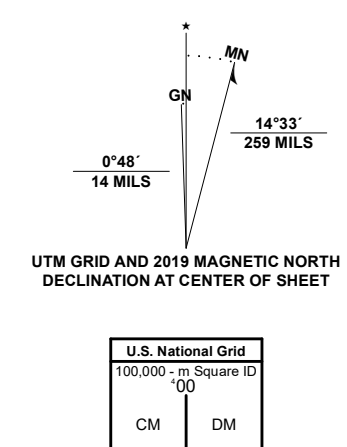 ★
MN
GN
14°33´
259 MILS
0°48´
14 MILS
UTM GRID AND 2019 MAGNETIC NORTH
DECLINATION AT CENTER OF SHEET
U.S. National Grid
100,000 - m Square ID
⁴00
CM DM